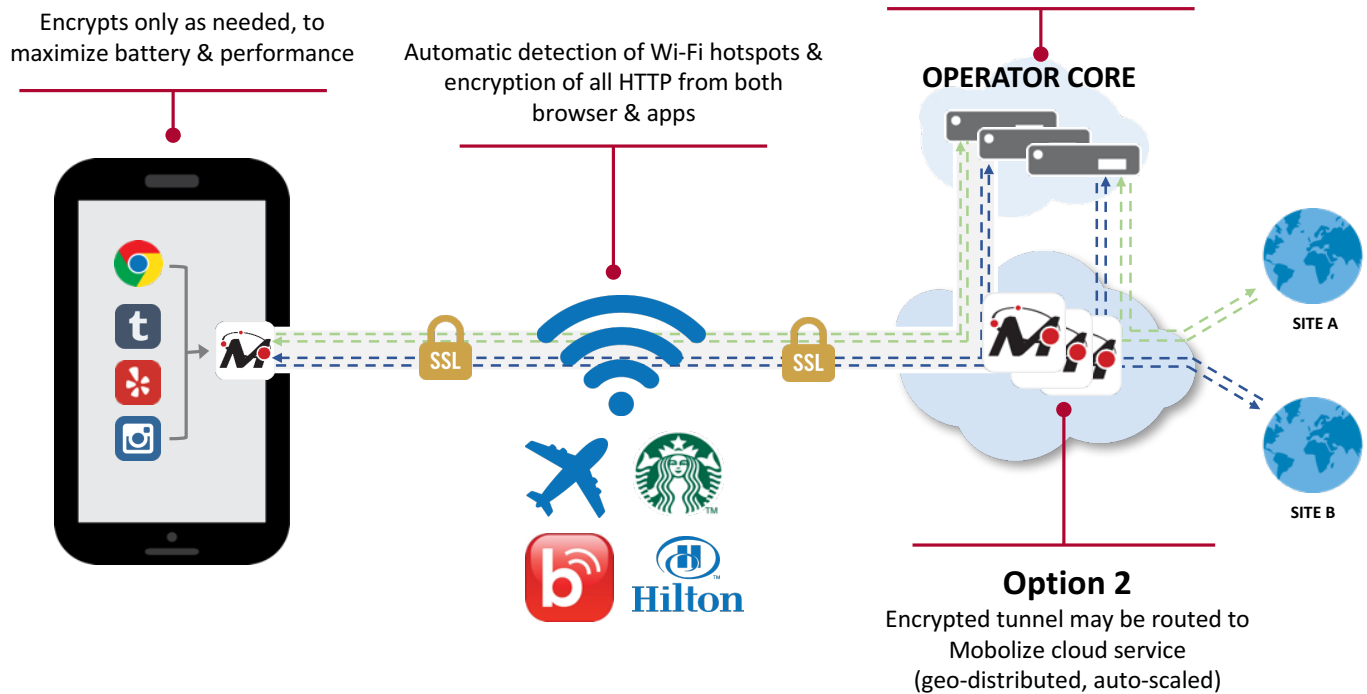 Encrypts only as needed, to
maximize battery & performance
Automatic detection of Wi-Fi hotspots &
encryption of all HTTP from both
browser & apps
OPERATOR CORE
t
SSL
SSL
SITE A
SITE B
TM
b
H
TM
Hilton
Option 2
Encrypted tunnel may be routed to
Mobolize cloud service
(geo-distributed, auto-scaled)